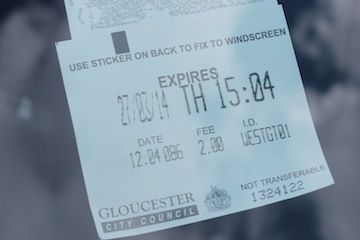 USE STICKER ON BACK TO FIX TO WINDSCREEN
EXPIRES
27/03/14 TH 15:04
DATE FEE I.D.
12.04 086 2.00 WESTGT01
GLOUCESTER
CITY COUNCIL
NOT TRANSFERABLE
1324122